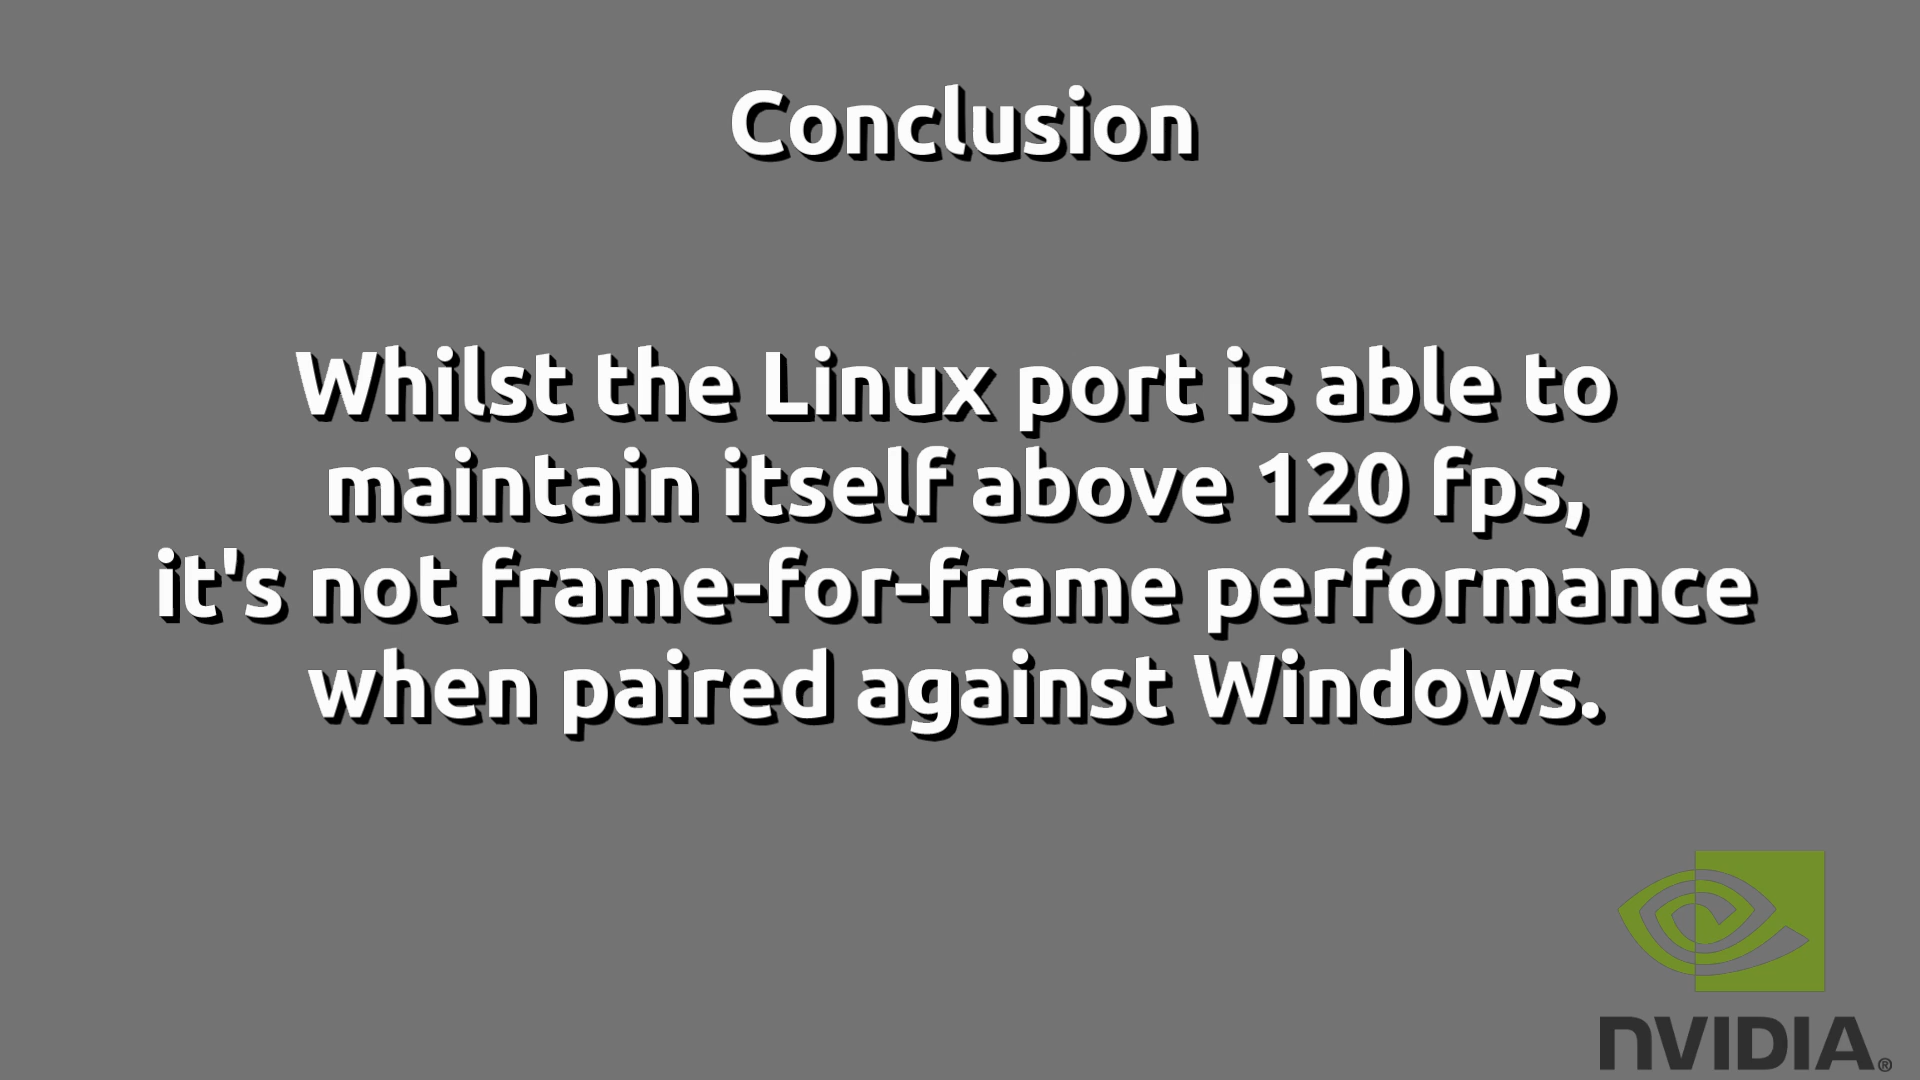 Conclusion
Whilst the Linux port is able to
maintain itself above 120 fps,
it's not frame-for-frame performance
when paired against Windows.
NVIDIA®